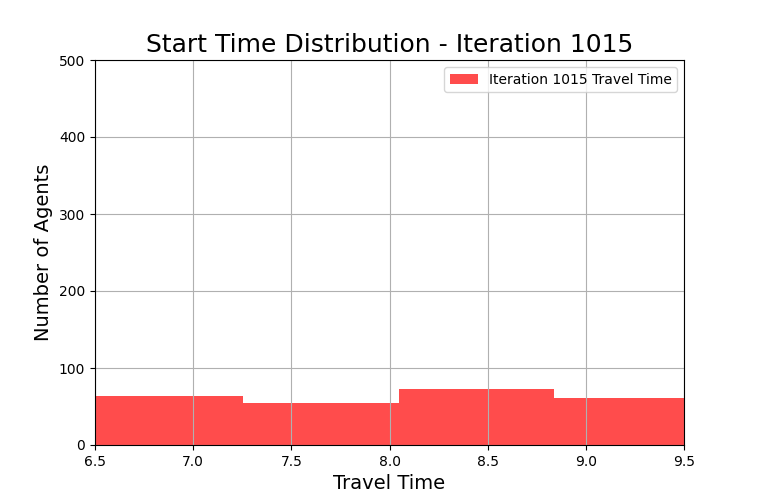 Start Time Distribution - Iteration 1015
Iteration 1015 Travel Time
Number of Agents
500
400
300
200
100
0
6.5 7.0 7.5 8.0 8.5 9.0 9.5
Travel Time